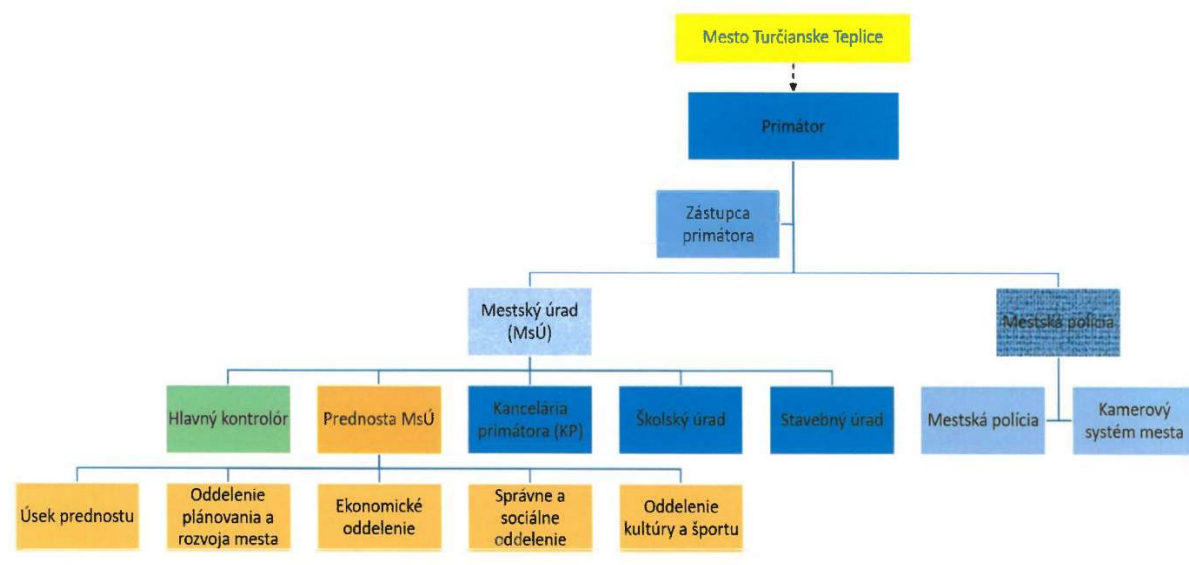 Mesto Turčianske Teplice
Primátor
Zástupca
primátora
Mestský úrad
(MsÚ)
Mestská polícia
Hlavný kontrolór
Prednosta MsÚ
Kancelária
primátora (KP)
Školský úrad
Stavebný úrad
Mestská polícia
Kamerový
systém mesta
Úsek prednostu
Oddelenie
plánovania a
rozvoja mesta
Ekonomické
oddelenie
Správne a
sociálne
oddelenie
Oddelenie
kultúry a športu